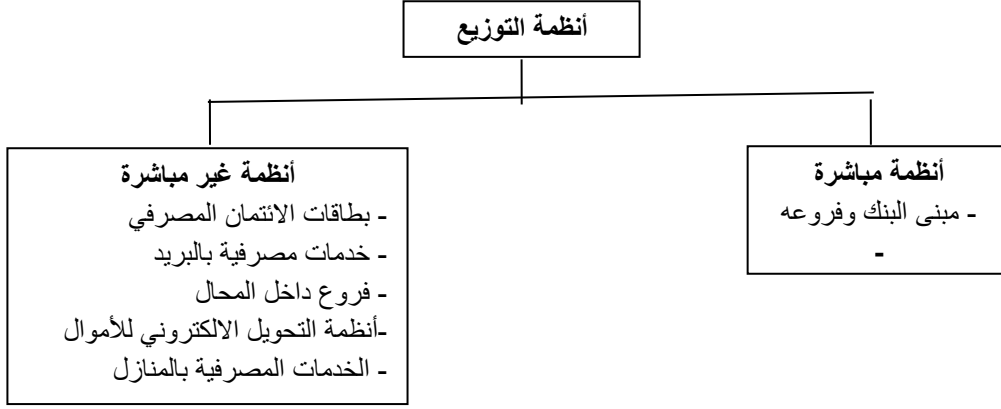 أنظمة التوزيع
أنظمة مباشرة
- مبنى البنك وفروعه
-
أنظمة غير مباشرة
- بطاقات الائتمان المصرفي
- خدمات مصرفية بالبريد
- فروع داخل المحال
-أنظمة التحويل الالكتروني للأموال
- الخدمات المصرفية بالمنازل